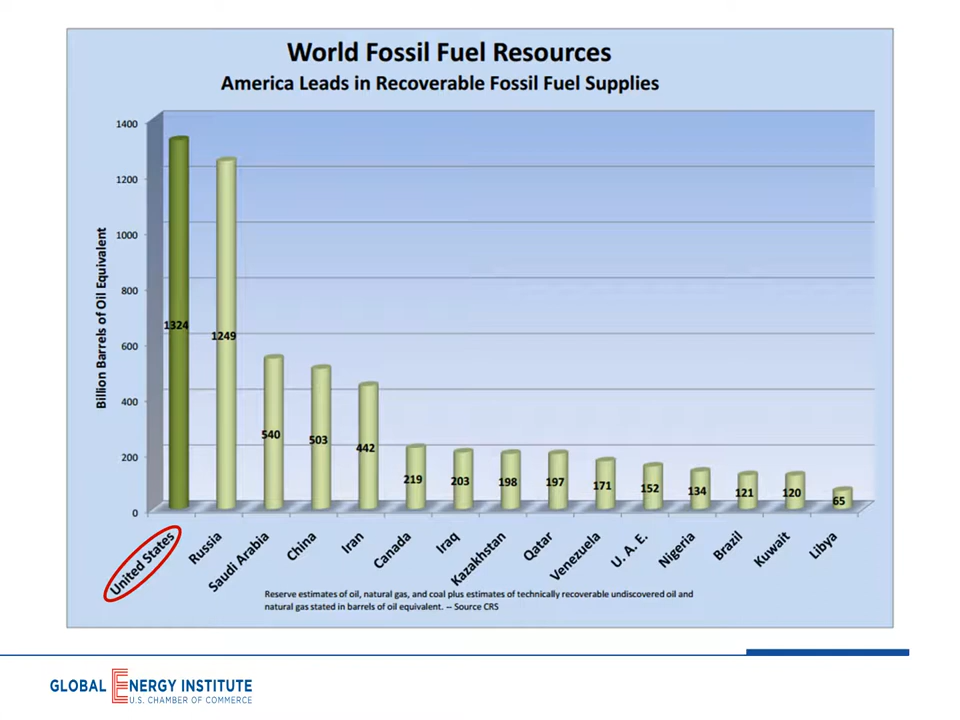 World Fossil Fuel Resources
America Leads in Recoverable Fossil Fuel Supplies
Billion Barrels of Oil Equivalent
1400
1200
1000
800
600
400
200
0
1324
1249
540
503
442
219
203
198
197
171
152
134
121
120
65
United States
Russia
Saudi Arabia
China
Iran
Canada
Iraq
Kazakhstan
Qatar
Venezuela
U. A. E.
Nigeria
Brazil
Kuwait
Libya
Reserve estimates of oil, natural gas, and coal plus estimates of technically recoverable undiscovered oil and
natural gas stated in barrels of oil equivalent. -- Source CRS
GLOBAL ENERGY INSTITUTE
U.S. CHAMBER OF COMMERCE